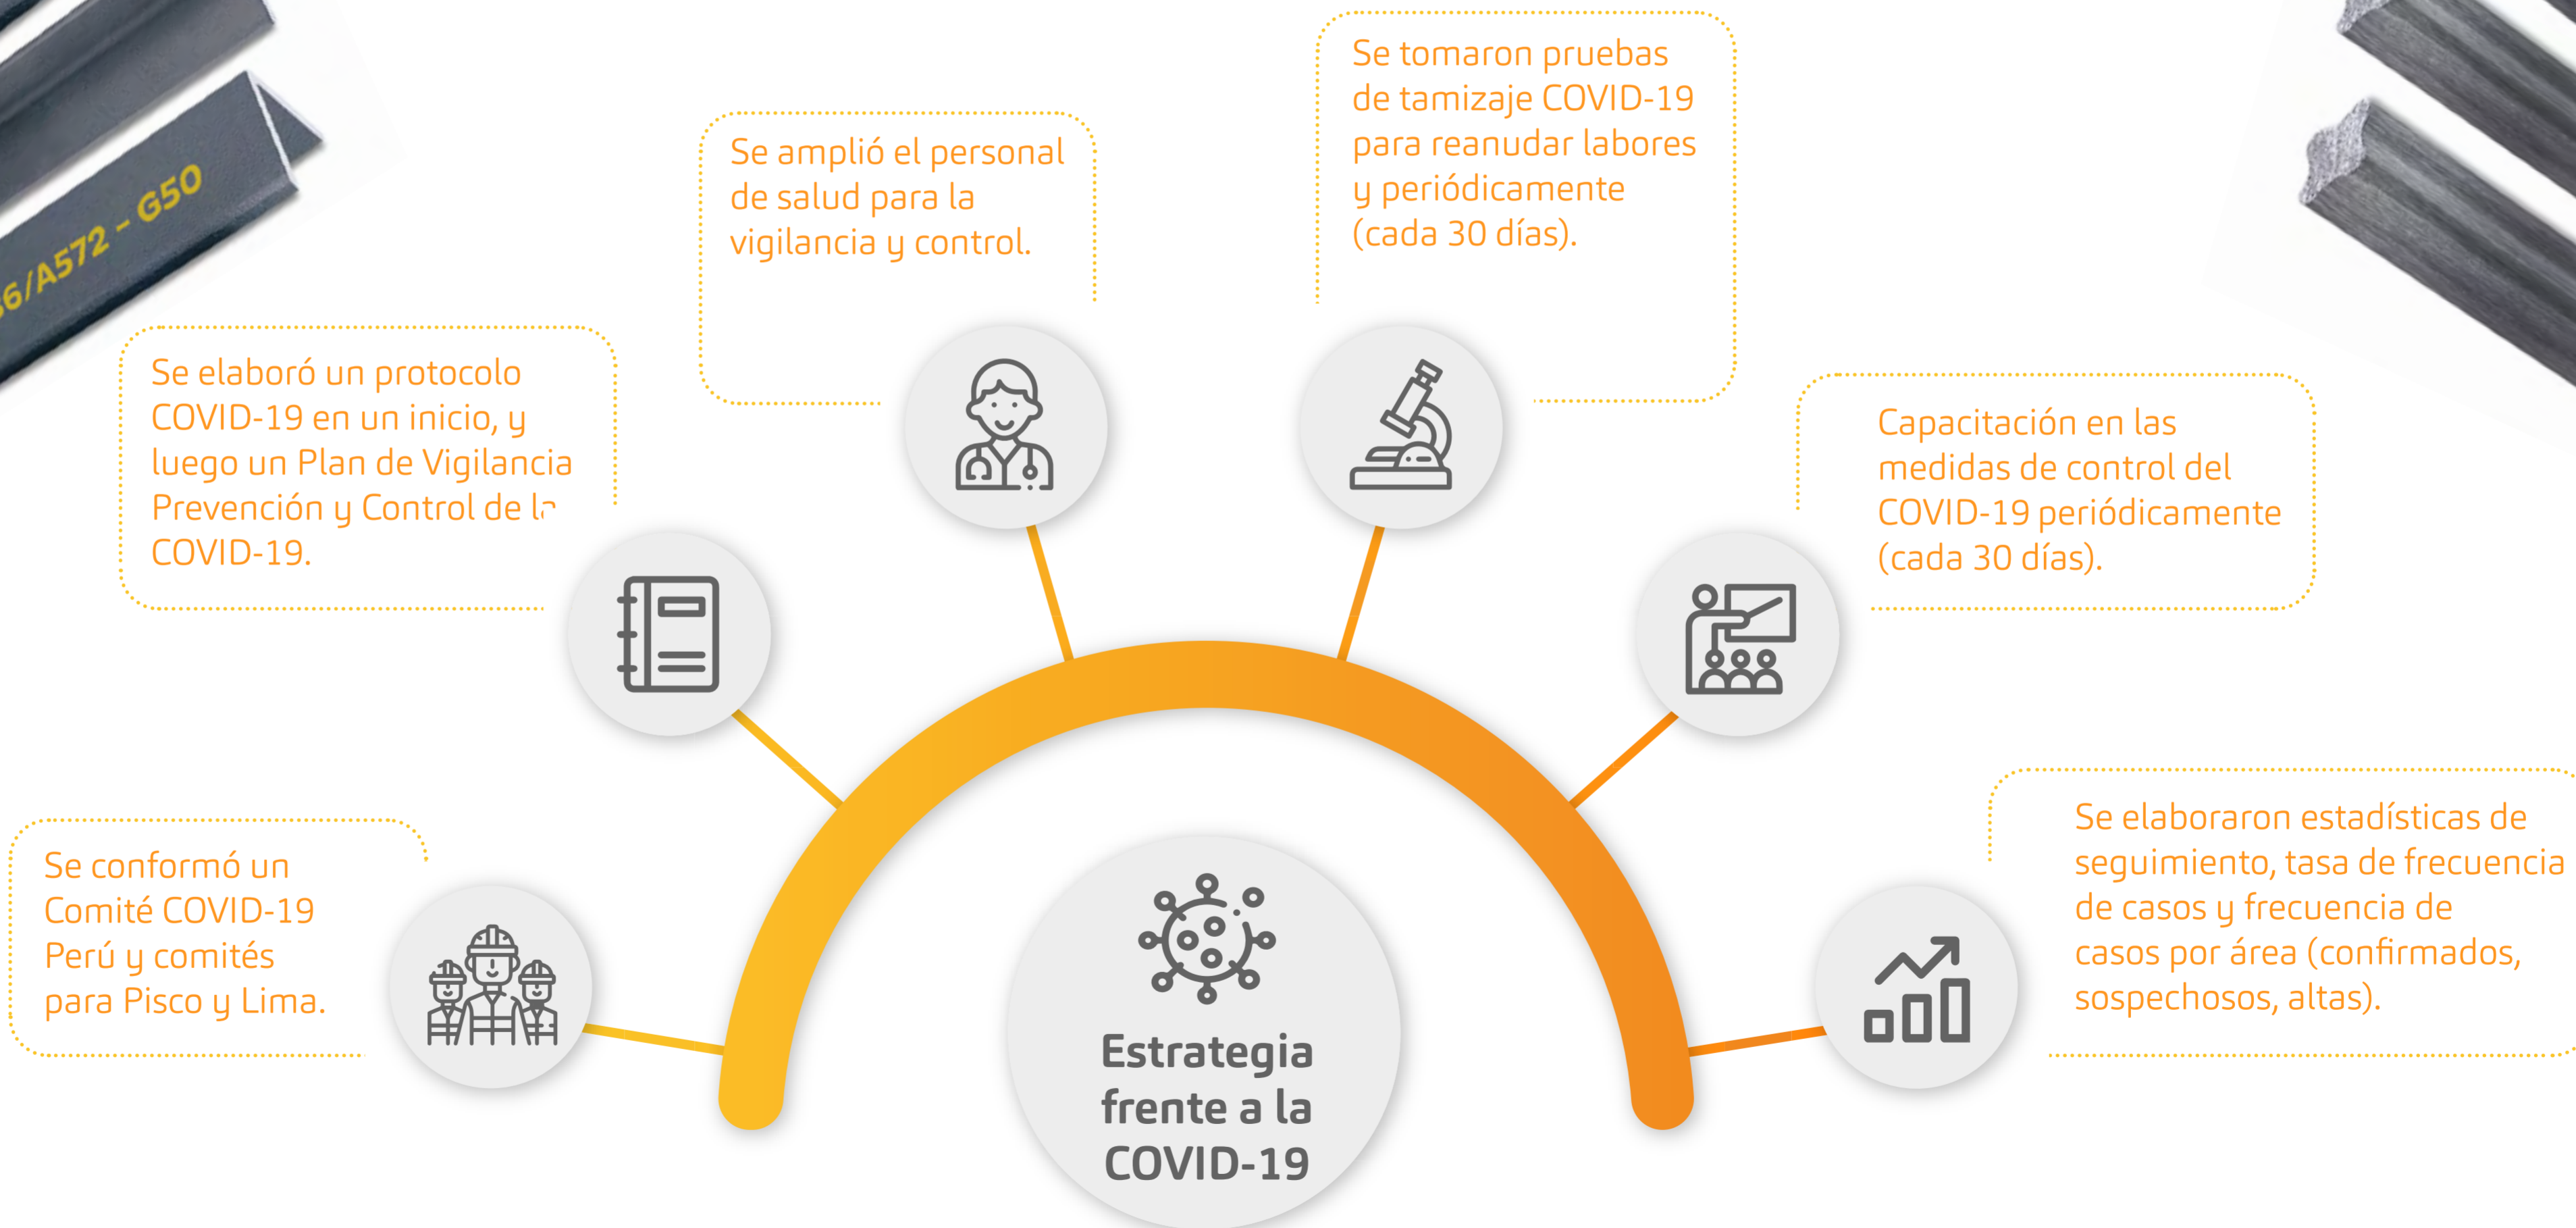 6/A572 - G50
Se conformó un
Comité COVID-19
Perú y comités
para Pisco y Lima.
Se elaboró un protocolo
COVID-19 en un inicio, y
luego un Plan de Vigilancia
Prevención y Control de la
COVID-19.
Se amplió el personal
de salud para la
vigilancia y control.
Se tomaron pruebas
de tamizaje COVID-19
para reanudar labores
y periódicamente
(cada 30 días).
Capacitación en las
medidas de control del
COVID-19 periódicamente
(cada 30 días).
Se elaboraron estadísticas de
seguimiento, tasa de frecuencia
de casos y frecuencia de
casos por área (confirmados,
sospechosos, altas).
Estrategia
frente a la
COVID-19